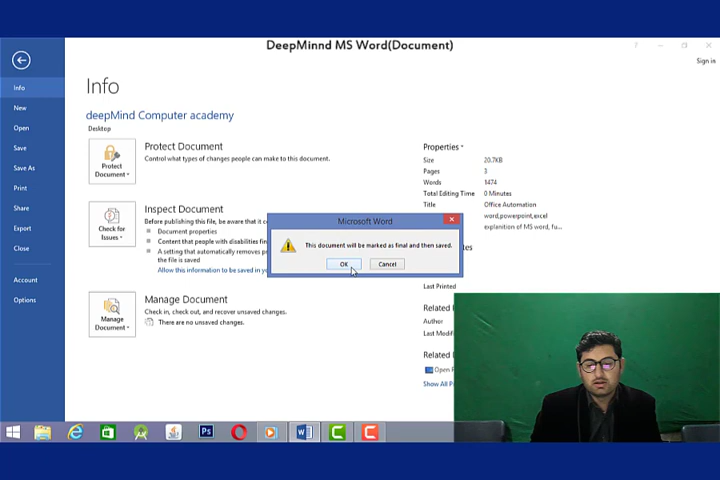 DeepMinnd MS Word(Document)
?
Sign in
Info
New
Open
Save
Save As
Print
Share
Export
Close
Account
Options
Info
deepMind Computer academy
Desktop
Protect
Document
Protect Document
Control what types of changes people can make to this document.
Check for
Issues
Inspect Document
Before publishing this file, be aware that it
Document properties
Content that people with disabilities
A setting that automatically removes
the file is saved
Allow this information to be saved in
Manage
Document
Manage Document
Check in, check out, and recover unsaved changes.
There are no unsaved changes.
Properties
Size 20.7KB
Pages 3
Words 1474
Total Editing Time 0 Minutes
Title Office Automation
word,powerpoint,excel
explanition of MS word, fu...
Last Printed
Related
Author
Last
Related
Open
Show All
Microsoft Word
This document will be marked as final and then saved.
OK
Cancel
Ps
W
C
C